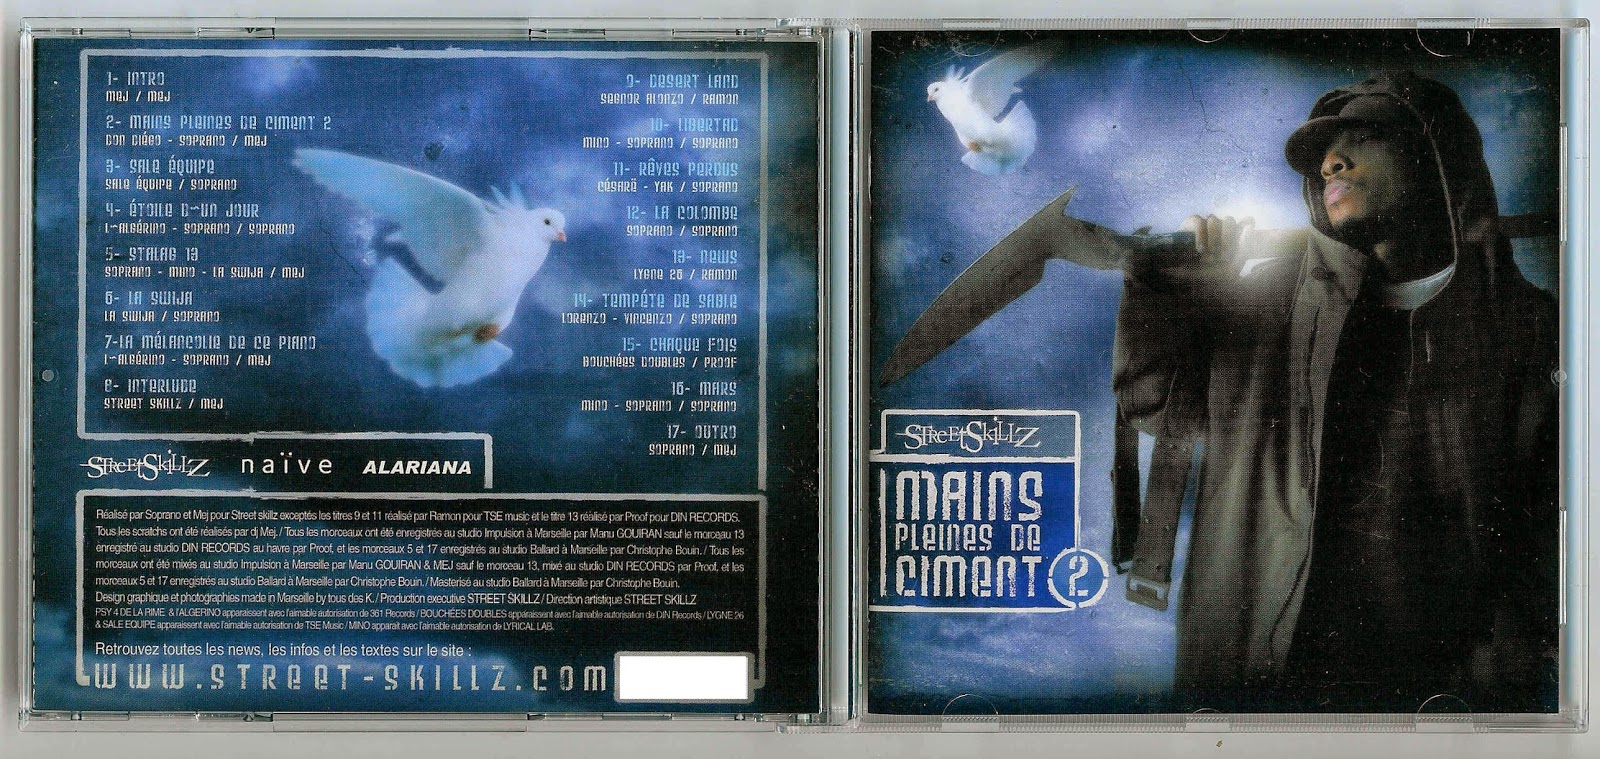 1- INTRO
MEJ / MEJ
2- MAINS PLEINES DE CIMENT 2
DON DIÉGO - SOPRANO / MEJ
3- SALE ÉQUIPE
SALE ÉQUIPE / SOPRANO
4- ÉTOILE D~UN JOUR
L~ALGÉRINO - SOPRANO / SOPRANO
5- STALAG 13
SOPRANO - MINO - LA SWIJA / MEJ
6- LA SWIJA
LA SWIJA / SOPRANO
7-LA MÉLANCOLIE DE CE PIANO
L~ALGÉRINO - SOPRANO / MEJ
8- INTERLUDE
STREET SKILLZ / MEJ
9- DESERT LAND
SEGNOR ALONZO / RAMON
10- LIBERTAD
MINO - SOPRANO / SOPRANO
11- RÊVES PERDUS
CÉSARË - YAK / SOPRANO
12- LA COLOMBE
SOPRANO / SOPRANO
13- NEWS
LYGNE 26 / RAMON
14- TEMPÉTE DE SABLE
LORENZO - VINCENZO / SOPRANO
15- CHAQUE FOIS
BOUCHÉES DOUBLES / PROOF
16- MARS
MINO - SOPRANO / SOPRANO
17- OUTRO
SOPRANO / MEJ
STREETSKILLZ naïve ALARIANA
Réalisé par Soprano et Mej pour Street skillz exceptés les titres 9 et 11 réalisé par Ramon pour TSE music et le titre 13 réalisé par Proof pour DIN RECORDS.
Tous les scratchs ont été réalisés par dj Mej. / Tous les morceaux ont été enregistrés au studio Impulsion à Marseille par Manu GOUIRAN sauf le morceau 13
enregistré au studio DIN RECORDS au havre par Proof, et les morceaux 5 et 17 enregistrés au studio Ballard à Marseille par Christophe Bouin. / Tous les
morceaux ont été mixés au studio Impulsion à Marseille par Manu GOUIRAN & MEJ sauf le morceau 13, mixé au studio DIN RECORDS par Proof, et les
morceaux 5 et 17 enregistrés au studio Ballard à Marseille par Christophe Bouin. / Masterisé au studio Ballard à Marseille par Christophe Bouin.
Design graphique et photographies made in Marseille by tous des K. / Production executive STREET SKILLZ / Direction artistique STREET SKILLZ
PSY 4 DE LA RIME & l'ALGERINO apparaissent avec l'aimable autorisation de 361 Records / BOUCHÉES DOUBLES appâraissent avec l'aimable autorisation de DIN Records / LYGNE 26
& SALE EQUIPE apparaissent avec l'aimable autorisation de TSE Music / MINO apparait avec l'aimable autorisation de LYRICAL LAB.
Retrouvez toutes les news, les infos et les textes sur le site :
WWW.STREET-SKILLZ.COM
STREETSKILLZ
MAINS
PLEINES DE
CIMENT 2